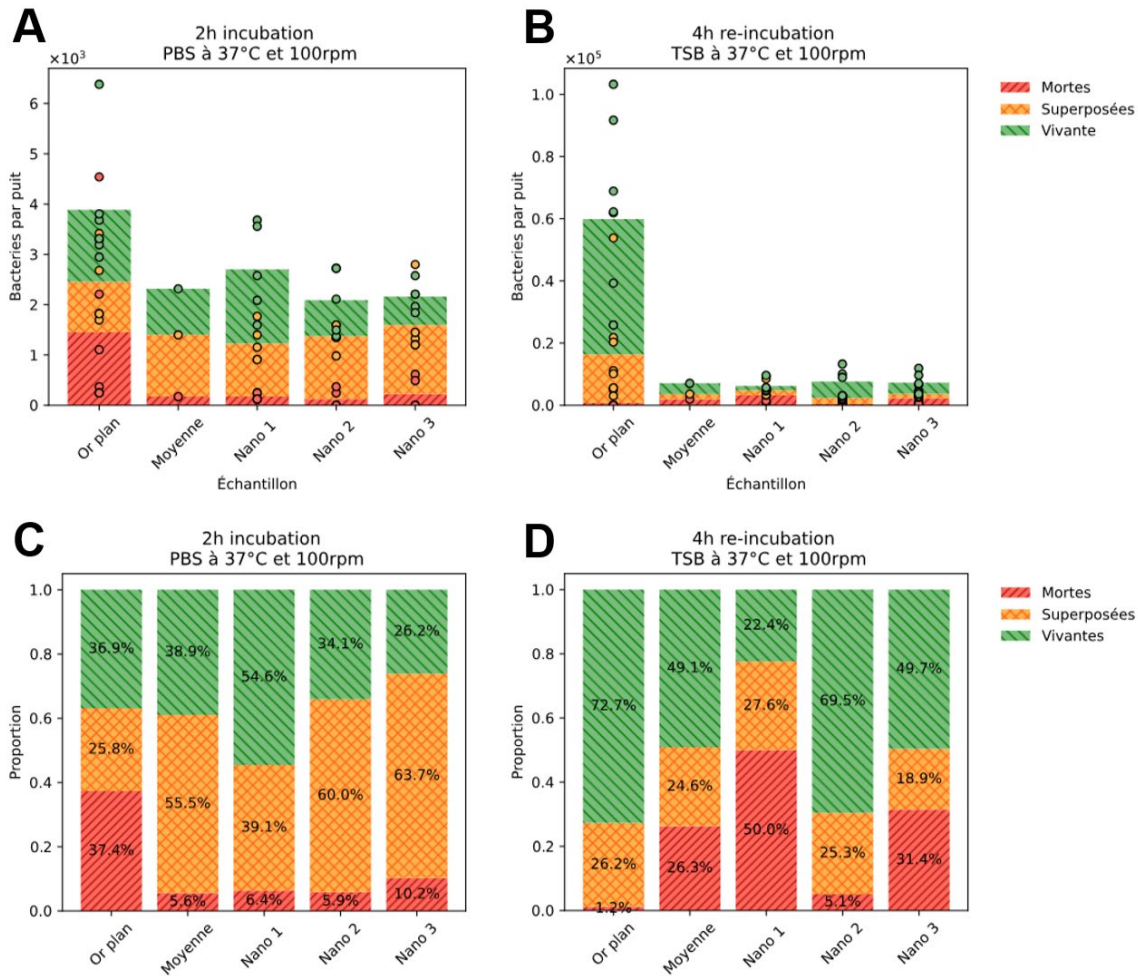 A
2h incubation
PBS à 37°C et 100rpm
×10³
Bacteries par puit
6
5
4
3
2
1
0
Or plan
Moyenne
Nano 1
Nano 2
Nano 3
Échantillon
B
4h re-incubation
TSB à 37°C et 100rpm
×10⁵
Bacteries par puit
1.0
0.8
0.6
0.4
0.2
0.0
Or plan
Moyenne
Nano 1
Nano 2
Nano 3
Échantillon
Mortes
Superposées
Vivante
C
2h incubation
PBS à 37°C et 100rpm
Proportion
1.0
0.8
0.6
0.4
0.2
0.0
36.9%
25.8%
37.4%
38.9%
55.5%
5.6%
54.6%
39.1%
6.4%
34.1%
60.0%
5.9%
26.2%
63.7%
10.2%
Or plan
Moyenne
Nano 1
Nano 2
Nano 3
D
4h re-incubation
TSB à 37°C et 100rpm
Proportion
1.0
0.8
0.6
0.4
0.2
0.0
72.7%
26.2%
1.2%
49.1%
24.6%
26.3%
22.4%
27.6%
50.0%
69.5%
25.3%
5.1%
49.7%
18.9%
31.4%
Or plan
Moyenne
Nano 1
Nano 2
Nano 3
Mortes
Superposées
Vivantes